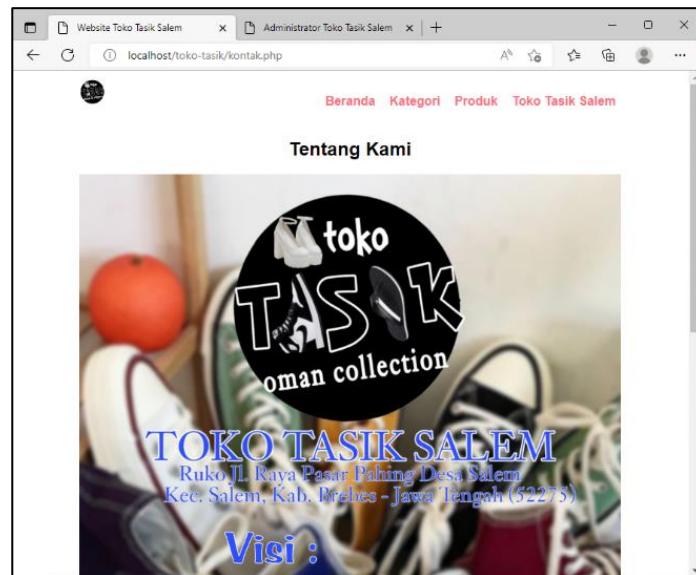 Website Toko Tasik Salem
Administrator Toko Tasik Salem
localhost/toko-tasik/kontak.php
Beranda Kategori Produk Toko Tasik Salem
Tentang Kami
toko
TASIK
oman collection
TOKO TASIK SALEM
Ruko Jl. Raya Pasar Pahing Desa Salem
Kec. Salem, Kab. Brebes - Jawa Tengah (52275)
Visi :